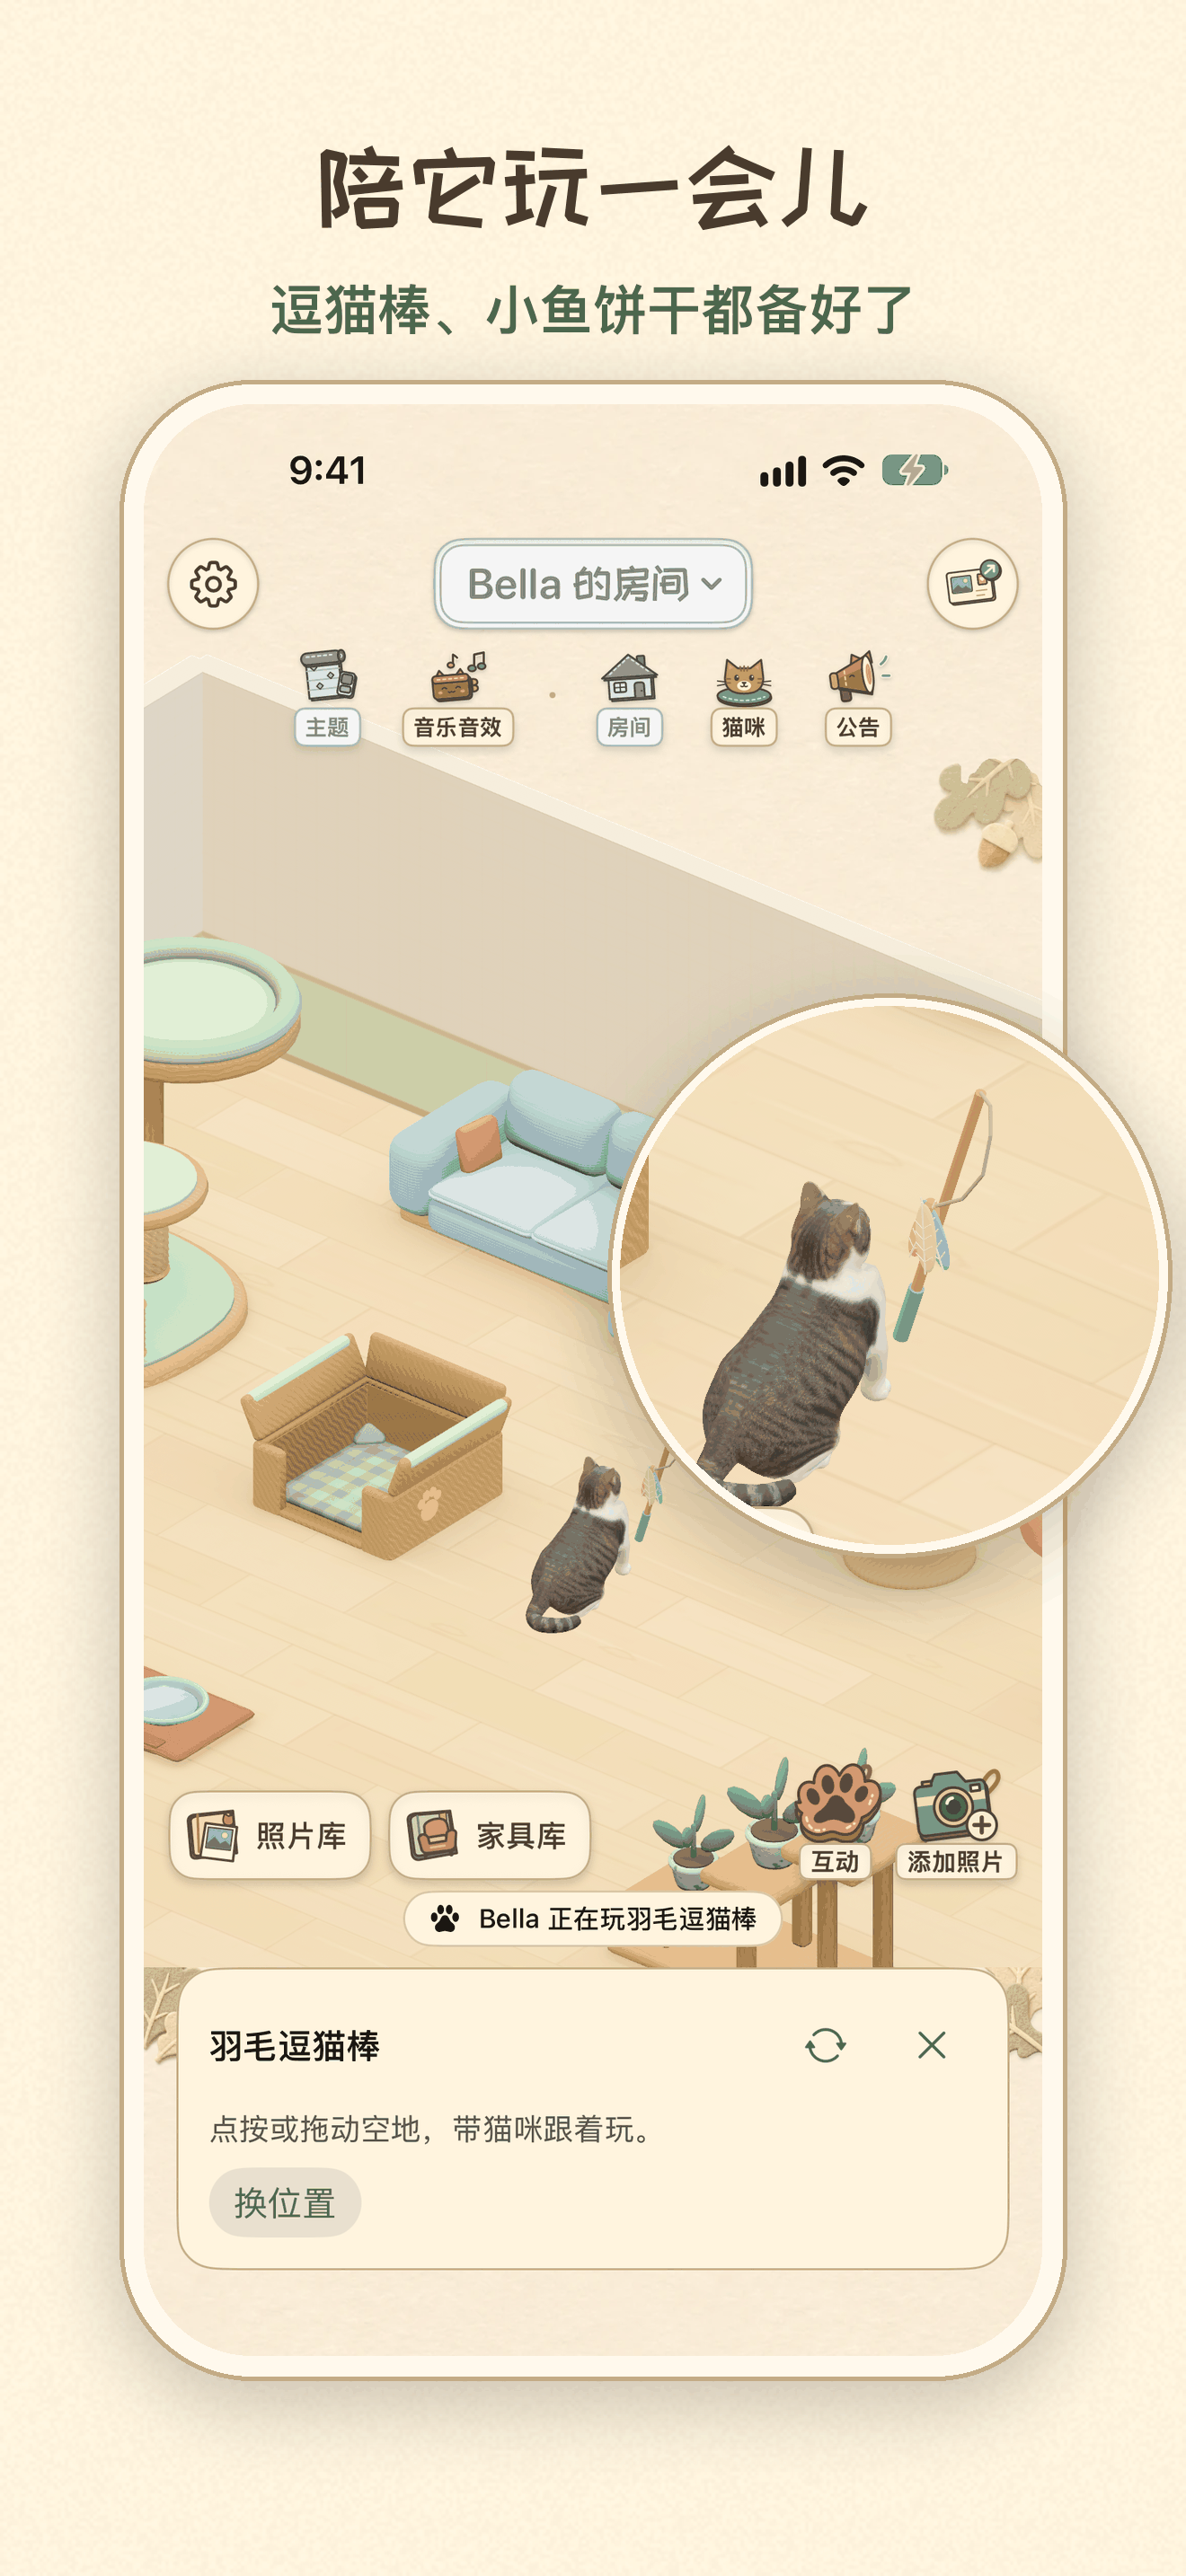 陪它玩一会儿
逗猫棒、小鱼饼干都备好了
9:41
Bella 的房间
主题
音乐音效
房间
猫咪
公告
照片库
家具库
互动
添加照片
Bella 正在玩羽毛逗猫棒
羽毛逗猫棒
点按或拖动空地，带猫咪跟着玩。
换位置